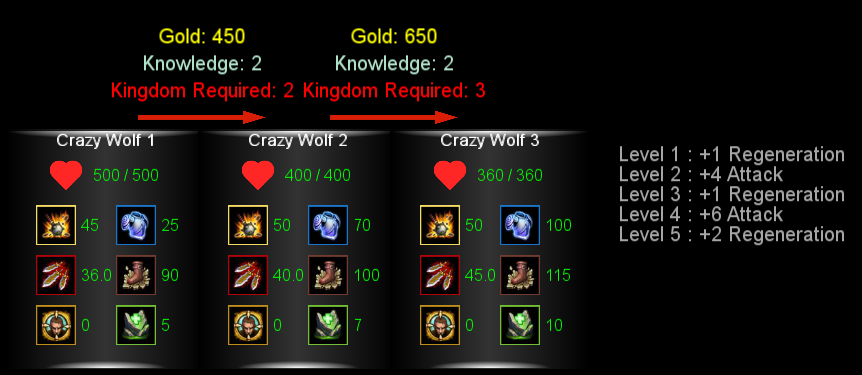 Gold: 450 Gold: 650
Knowledge: 2 Knowledge: 2
Kingdom Required: 2 Kingdom Required: 3
Crazy Wolf 1 Crazy Wolf 2 Crazy Wolf 3
500 / 500 400 / 400 360 / 360
45 25 50 70 50 100
36.0 90 40.0 100 45.0 115
0 5 0 7 0 10
Level 1 : +1 Regeneration
Level 2 : +4 Attack
Level 3 : +1 Regeneration
Level 4 : +6 Attack
Level 5 : +2 Regeneration